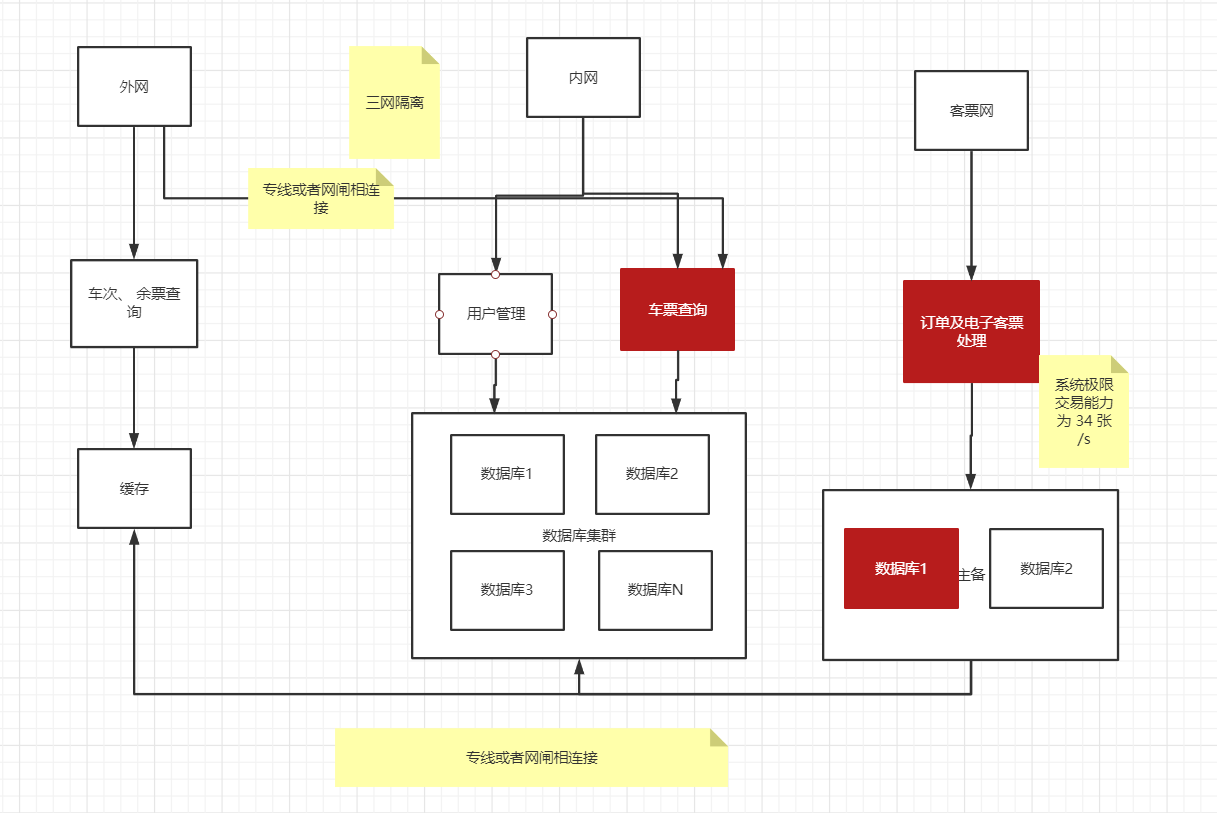 外网
三网隔离
内网
客票网
专线或者网闸相连
接
车次、 余票查
询
用户管理
车票查询
订单及电子客票
处理
系统极限
交易能力
为 34 张
/s
缓存
数据库1
数据库2
数据库集群
数据库3
数据库N
数据库1
主备
数据库2
专线或者网闸相连接